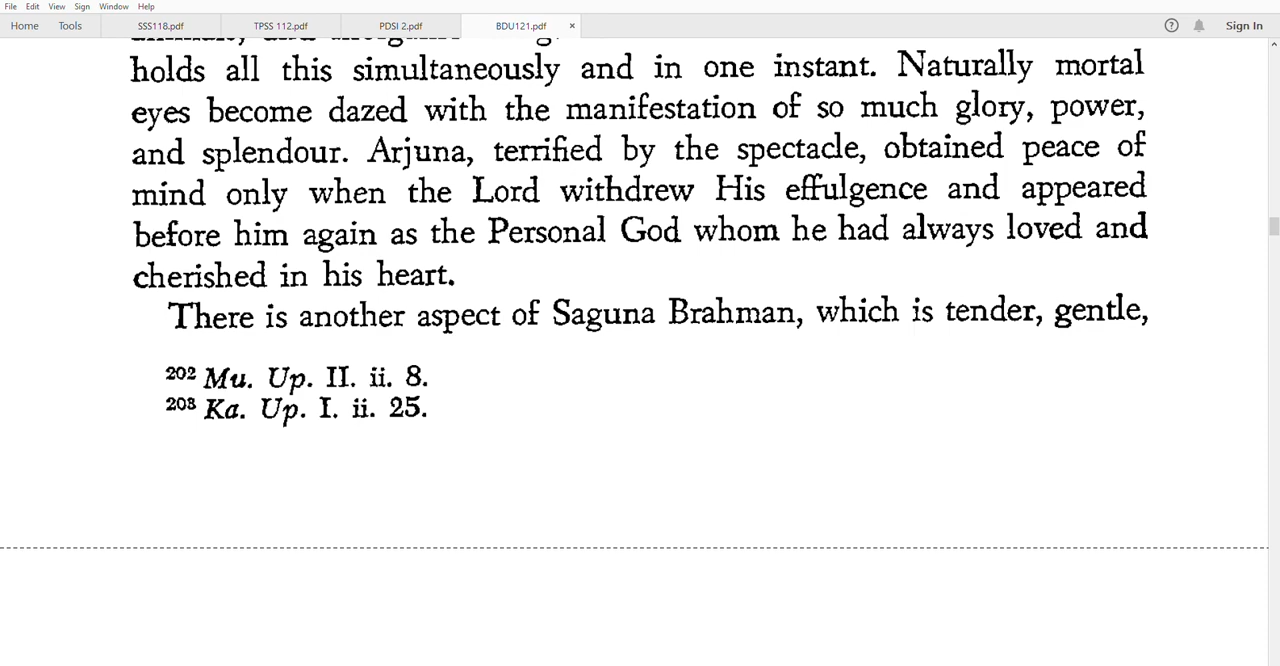 File Edit View Sign Window Help
Home Tools SSS118.pdf TPSS 112.pdf PDSI 2.pdf BDU121.pdf × ? Sign In
holds all this simultaneously and in one instant. Naturally mortal
eyes become dazed with the manifestation of so much glory, power,
and splendour. Arjuna, terrified by the spectacle, obtained peace of
mind only when the Lord withdrew His effulgence and appeared
before him again as the Personal God whom he had always loved and
cherished in his heart.
There is another aspect of Saguna Brahman, which is tender, gentle,
202 Mu. Up. II. ii. 8.
203 Ka. Up. I. ii. 25.